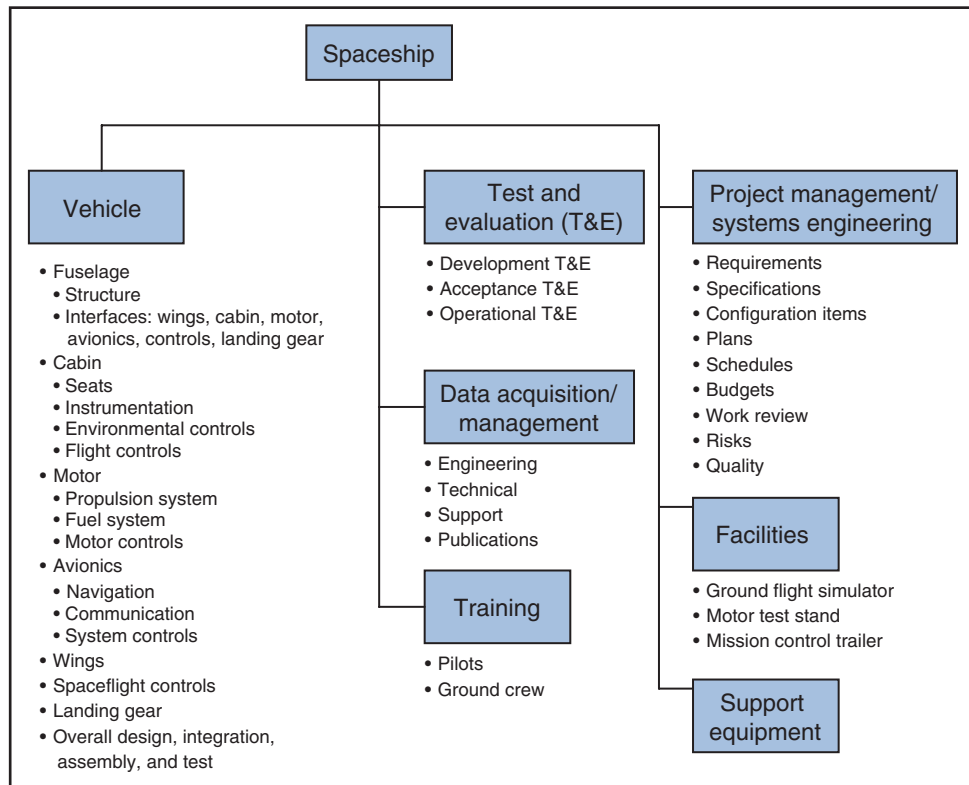 Spaceship
Vehicle
• Fuselage
• Structure
• Interfaces: wings, cabin, motor,
avionics, controls, landing gear
• Cabin
• Seats
• Instrumentation
• Environmental controls
• Flight controls
• Motor
• Propulsion system
• Fuel system
• Motor controls
• Avionics
• Navigation
• Communication
• System controls
• Wings
• Spaceflight controls
• Landing gear
• Overall design, integration,
assembly, and test
Test and
evaluation (T&E)
• Development T&E
• Acceptance T&E
• Operational T&E
Data acquisition/
management
• Engineering
• Technical
• Support
• Publications
Training
• Pilots
• Ground crew
Project management/
systems engineering
• Requirements
• Specifications
• Configuration items
• Plans
• Schedules
• Budgets
• Work review
• Risks
• Quality
Facilities
• Ground flight simulator
• Motor test stand
• Mission control trailer
Support
equipment